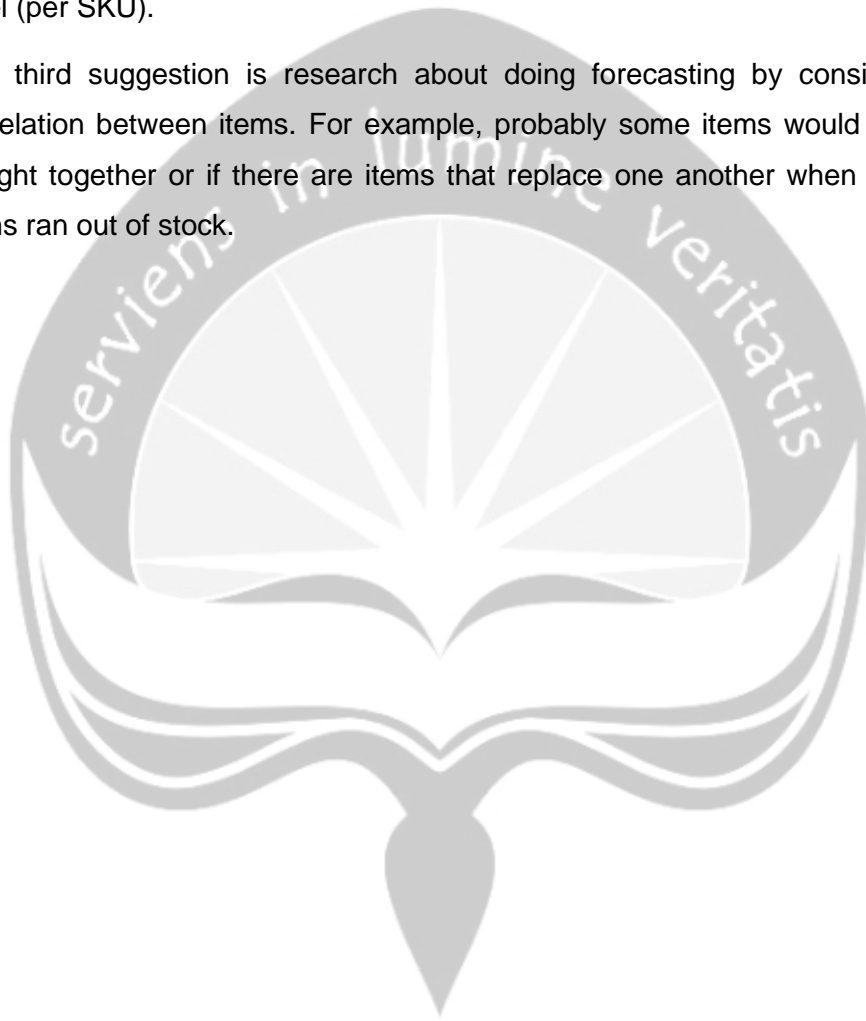 el (per SKU).
third suggestion is research about doing forecasting by consi
elation between items. For example, probably some items would
ght together or if there are items that replace one another when
ns ran out of stock.
serviens in lumine veritatis